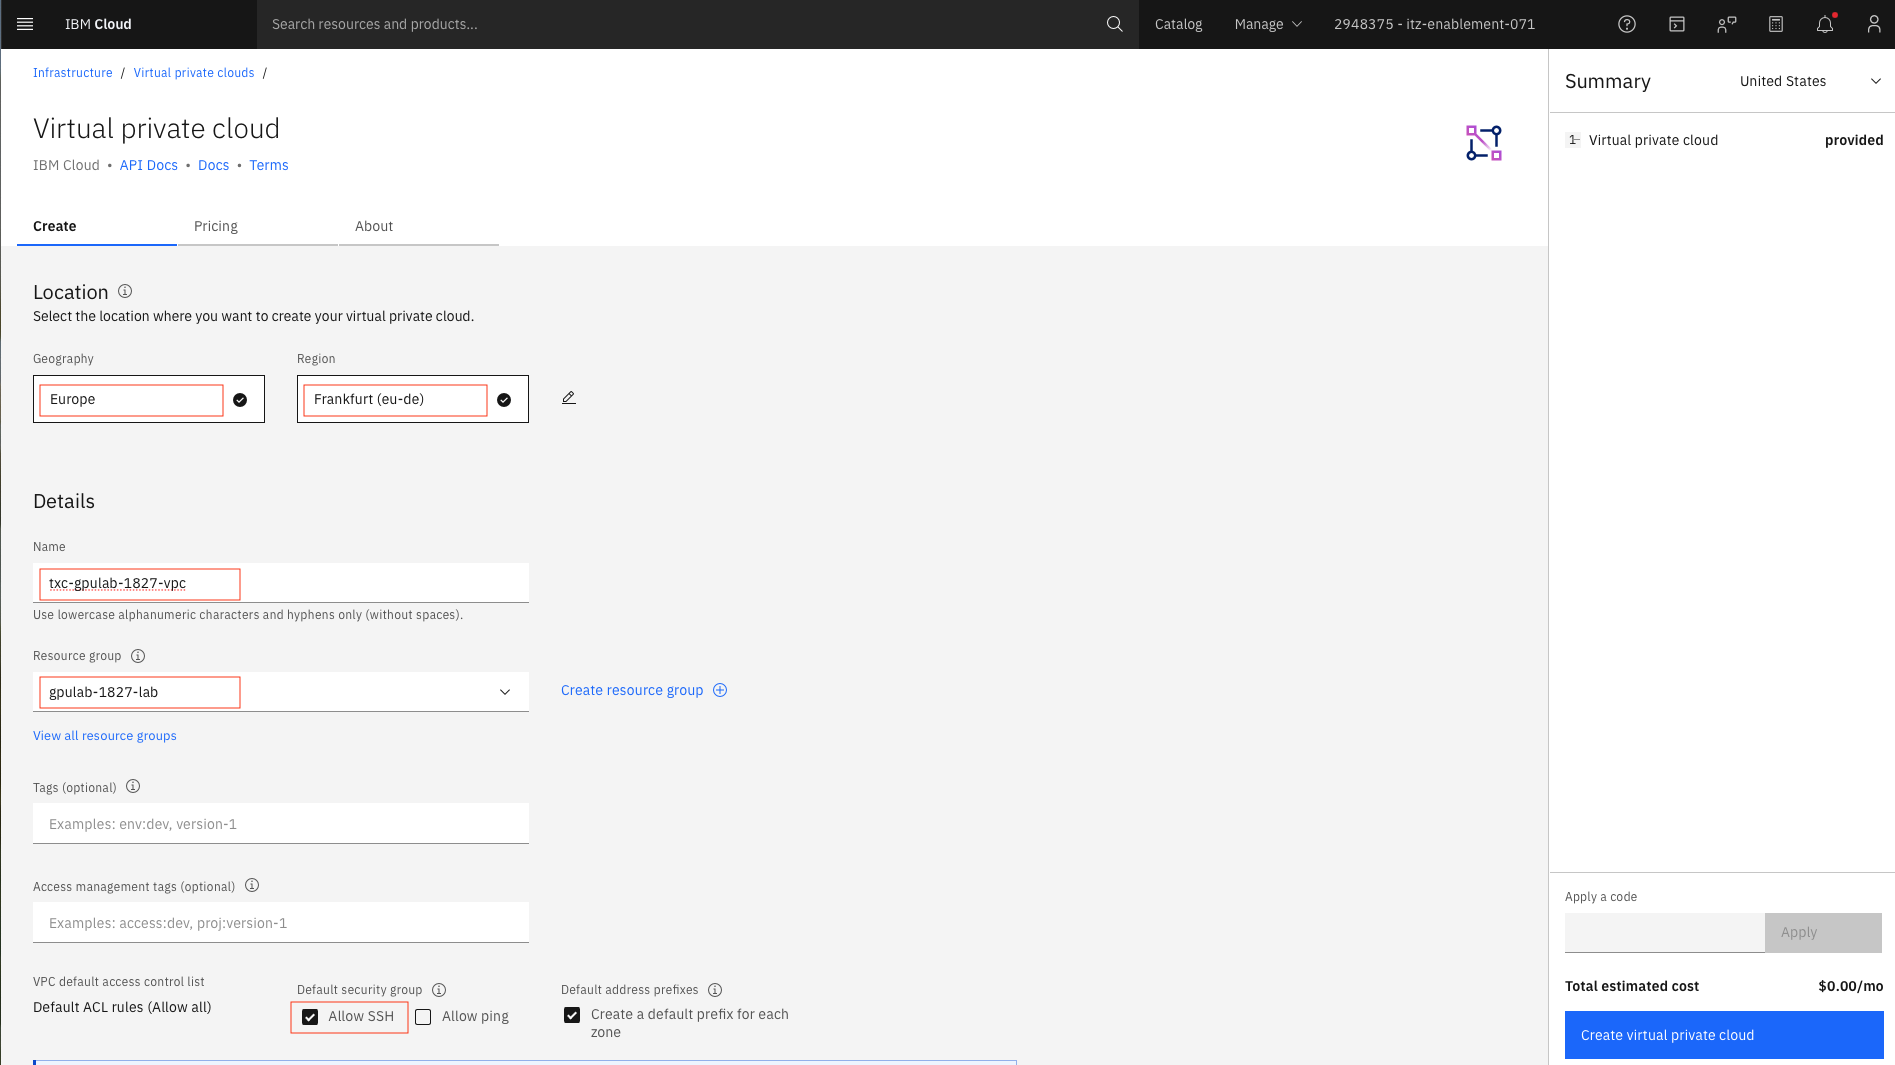 IBM Cloud
Search resources and products...
Catalog
Manage
2948375 - itz-enablement-071
Infrastructure / Virtual private clouds /
Virtual private cloud
IBM Cloud • API Docs • Docs • Terms
Create
Pricing
About
Location
Select the location where you want to create your virtual private cloud.
Geography
Region
Europe
Frankfurt (eu-de)
Details
Name
txc-gpulab-1827-vpc
Use lowercase alphanumeric characters and hyphens only (without spaces).
Resource group
gpulab-1827-lab
Create resource group
View all resource groups
Tags (optional)
Examples: env:dev, version-1
Access management tags (optional)
Examples: access:dev, proj:version-1
VPC default access control list
Default ACL rules (Allow all)
Default security group
Allow SSH
Allow ping
Default address prefixes
Create a default prefix for each
zone
Summary
United States
1
Virtual private cloud
provided
Apply a code
Apply
Total estimated cost
$0.00/mo
Create virtual private cloud